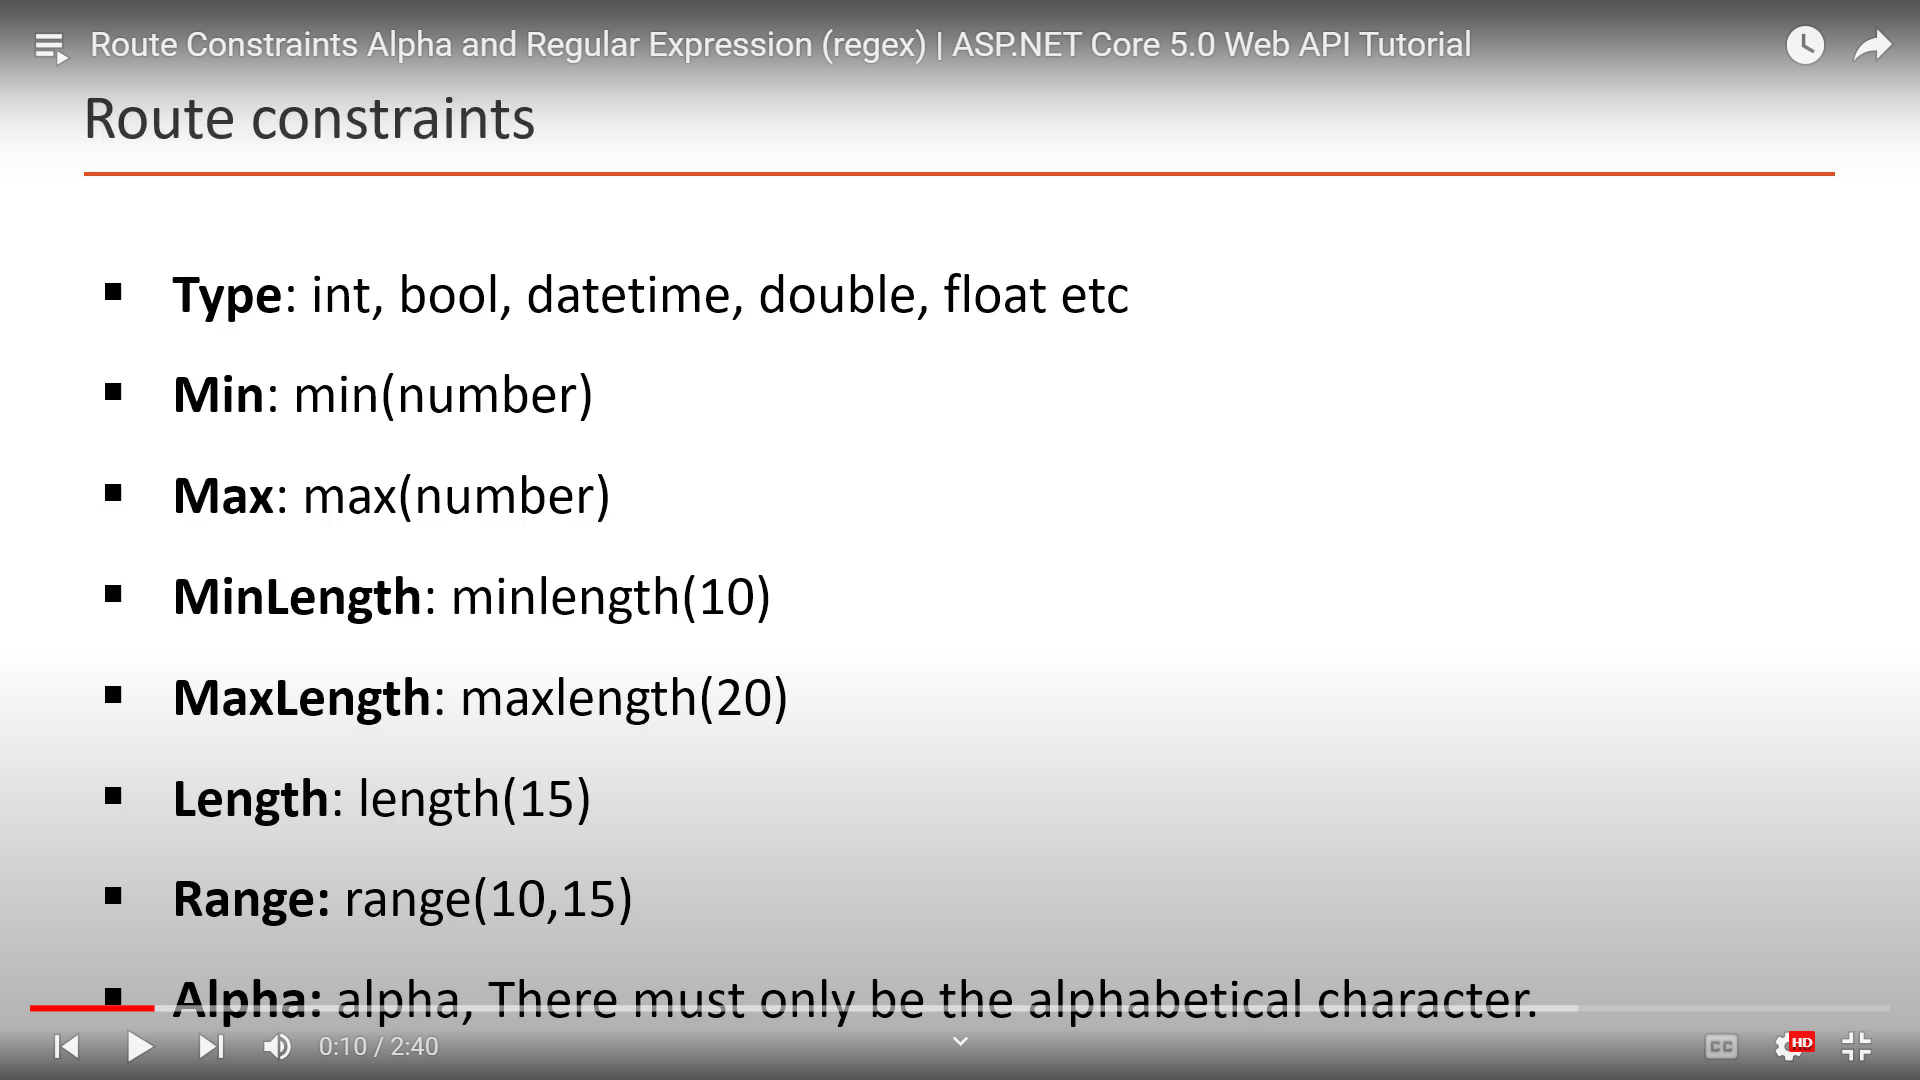 Route Constraints Alpha and Regular Expression (regex) | ASP.NET Core 5.0 Web API Tutorial
Route constraints
Type: int, bool, datetime, double, float etc
Min: min(number)
Max: max(number)
MinLength: minlength(10)
MaxLength: maxlength(20)
Length: length(15)
Range: range(10,15)
Alpha: alpha, There must only be the alphabetical character.
0:10 / 2:40
CC
HD